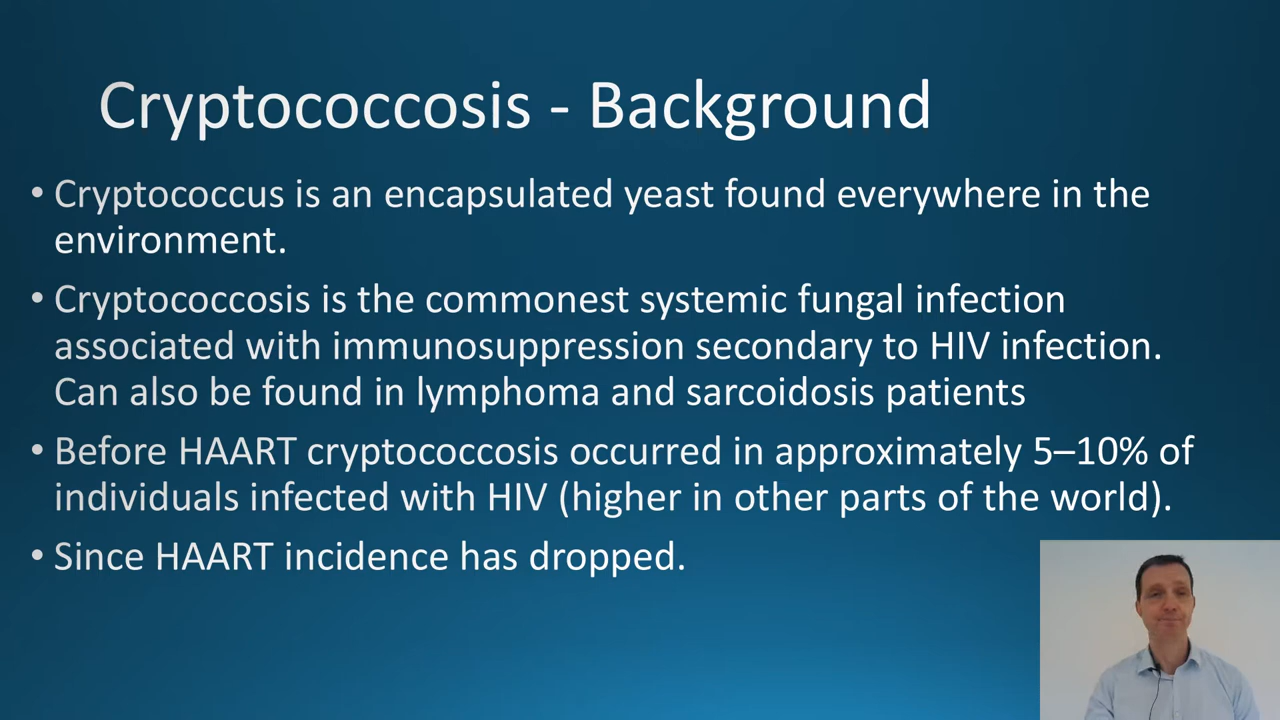 Cryptococcosis - Background
• Cryptococcus is an encapsulated yeast found everywhere in the
environment.
• Cryptococcosis is the commonest systemic fungal infection
associated with immunosuppression secondary to HIV infection.
Can also be found in lymphoma and sarcoidosis patients
• Before HAART cryptococcosis occurred in approximately 5–10% of
individuals infected with HIV (higher in other parts of the world).
• Since HAART incidence has dropped.